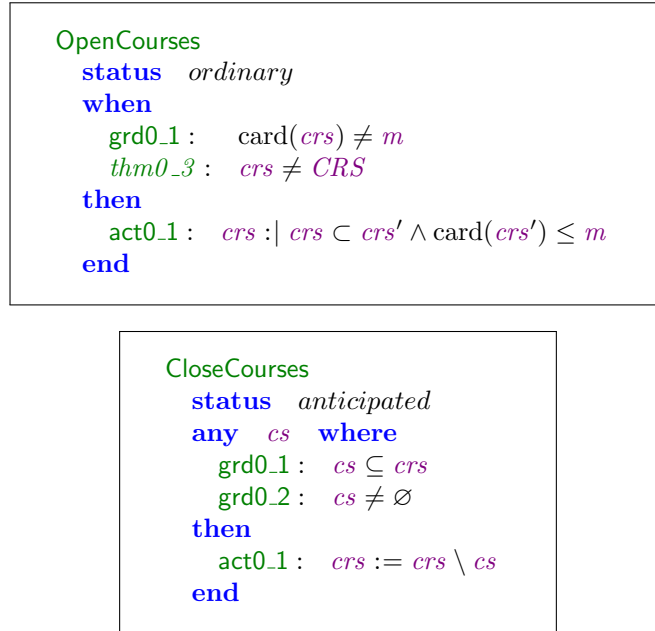 OpenCourses
status ordinary
when
grd0_1 : card(crs) ≠ m
thm0_3 : crs ≠ CRS
then
act0_1 : crs :| crs ⊂ crs′ ∧ card(crs′) ≤ m
end
CloseCourses
status anticipated
any cs where
grd0_1 : cs ⊆ crs
grd0_2 : cs ≠ ∅
then
act0_1 : crs := crs \ cs
end